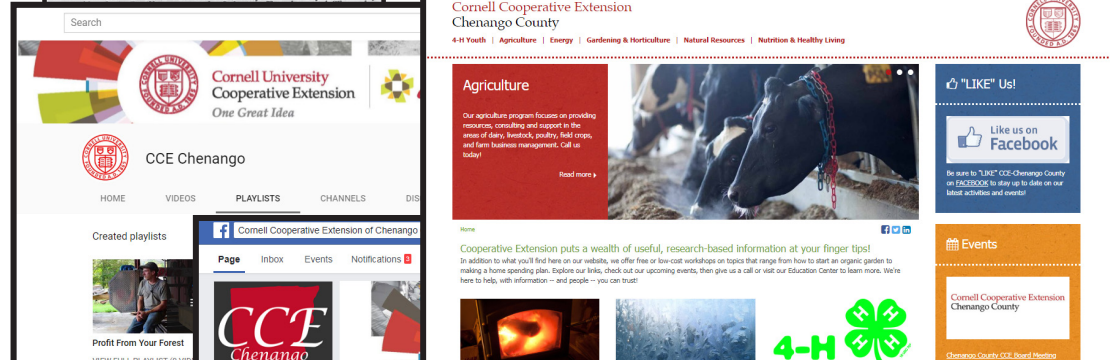 Search
Cornell University
Cooperative Extension
One Great Idea
CCE Chenango
HOME VIDEOS PLAYLISTS CHANNELS
Created playlists
Profit From Your Forest
Cornell Cooperative Extension of Chenango
Page Inbox Events Notifications 3
CCE
Chenango
Cornell Cooperative Extension
Chenango County
4-H Youth | Agriculture | Energy | Gardening & Horticulture | Natural Resources | Nutrition & Healthy Living
Agriculture
Our agriculture program focuses on providing
resources, consulting and support in the
areas of dairy, livestock, poultry, field crops,
and farm business management. Call us
today!
Read more
"LIKE" Us!
Like us on
Facebook
Be sure to "LIKE" CCE-Chenango County
on FACEBOOK to stay up to date on our
latest activities and events!
Home
Cooperative Extension puts a wealth of useful, research-based information at your finger tips!
In addition to what you'll find here on our website, we offer free or low-cost workshops on topics that range from how to start an organic garden to
making a home spending plan. Explore our links, check out our upcoming events, then give us a call or visit our Education Center to learn more. We're
here to help, with information -- and people -- you can trust!
4-H
H H
H H
Events
Cornell Cooperative Extension
Chenango County
Chenango County CCE Board Meeting